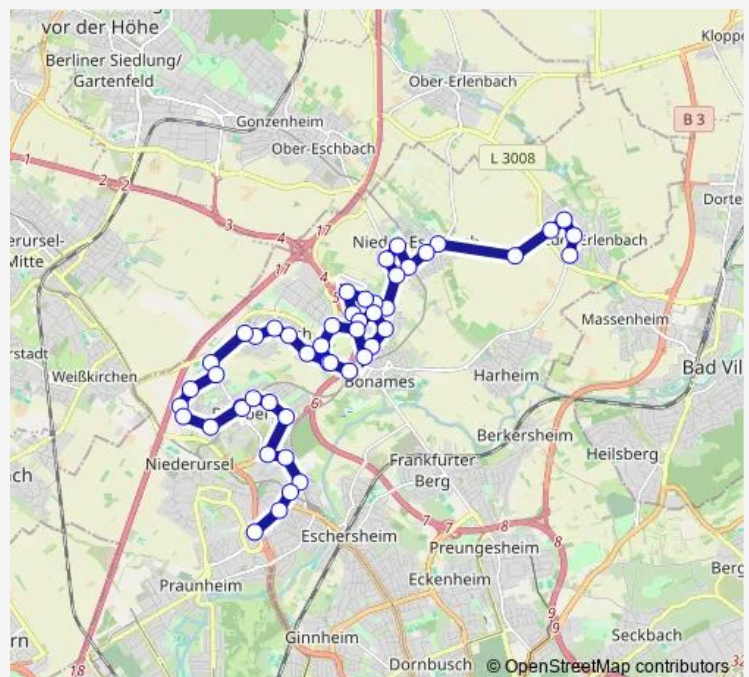 vor der Höhe
Berliner Siedlung/
Gartenfeld
Kloppe
Ober-Erlenbach
Gonzenheim
B 3
Ober-Eschbach
L 3008
1
2
2
3
4
17
Dorte
Niede
Erlenbach
erursel-
Mitte
17
4
5
Massenheim
rstadt
Weißkirchen
Bad Vil
Harheim
Bonames
6
Berkersheim
Heilsberg
Frankfurter
Berg
ch
Niederursel
7
7
8
8
Eschersheim
Preungesheim
Berg
Praunheim
Eckenheim
9
9
Ginnheim
Seckbach
rn
18
Dornbusch
© OpenStreetMap contributors